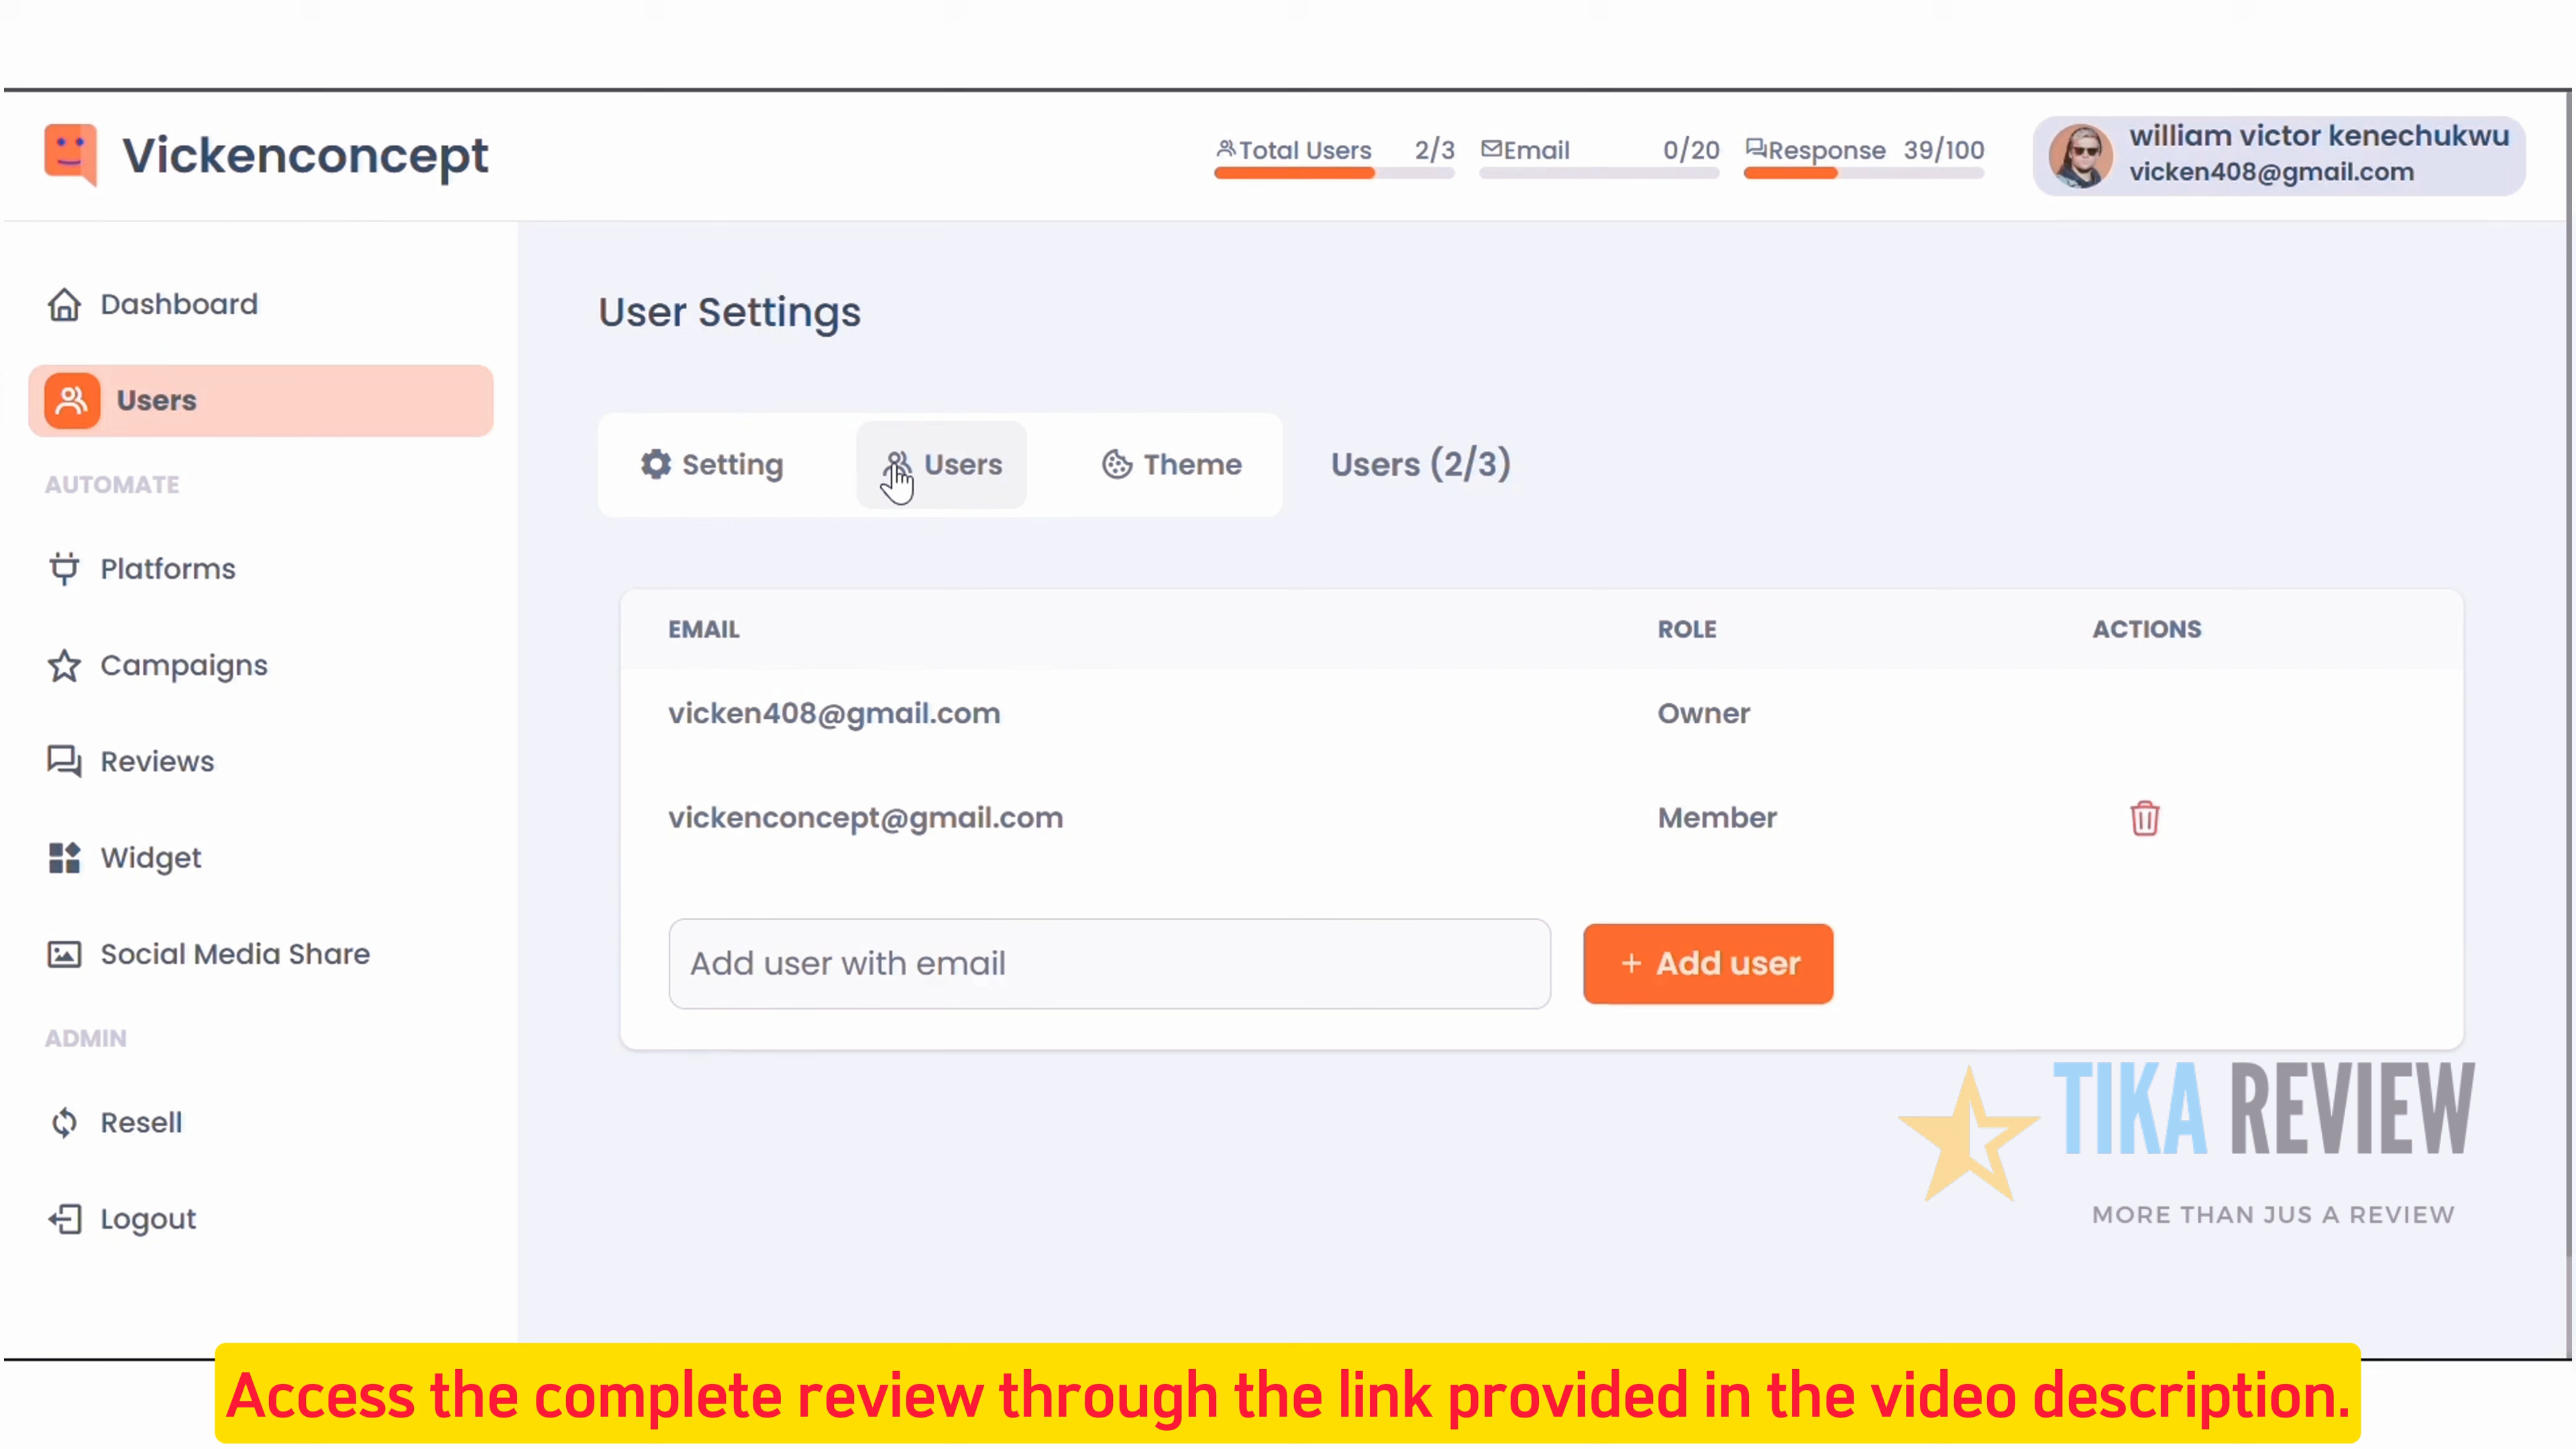 Vickenconcept
Total Users 2/3
Email 0/20
Response 39/100
william victor kenechukwu
vicken408@gmail.com
Dashboard
Users
AUTOMATE
Platforms
Campaigns
Reviews
Widget
Social Media Share
ADMIN
Resell
Logout
User Settings
Setting
Users
Theme
Users (2/3)
EMAIL ROLE ACTIONS
vicken408@gmail.com Owner
vickenconcept@gmail.com Member
Add user with email
+ Add user
TIKA REVIEW
MORE THAN JUS A REVIEW
Access the complete review through the link provided in the video description.